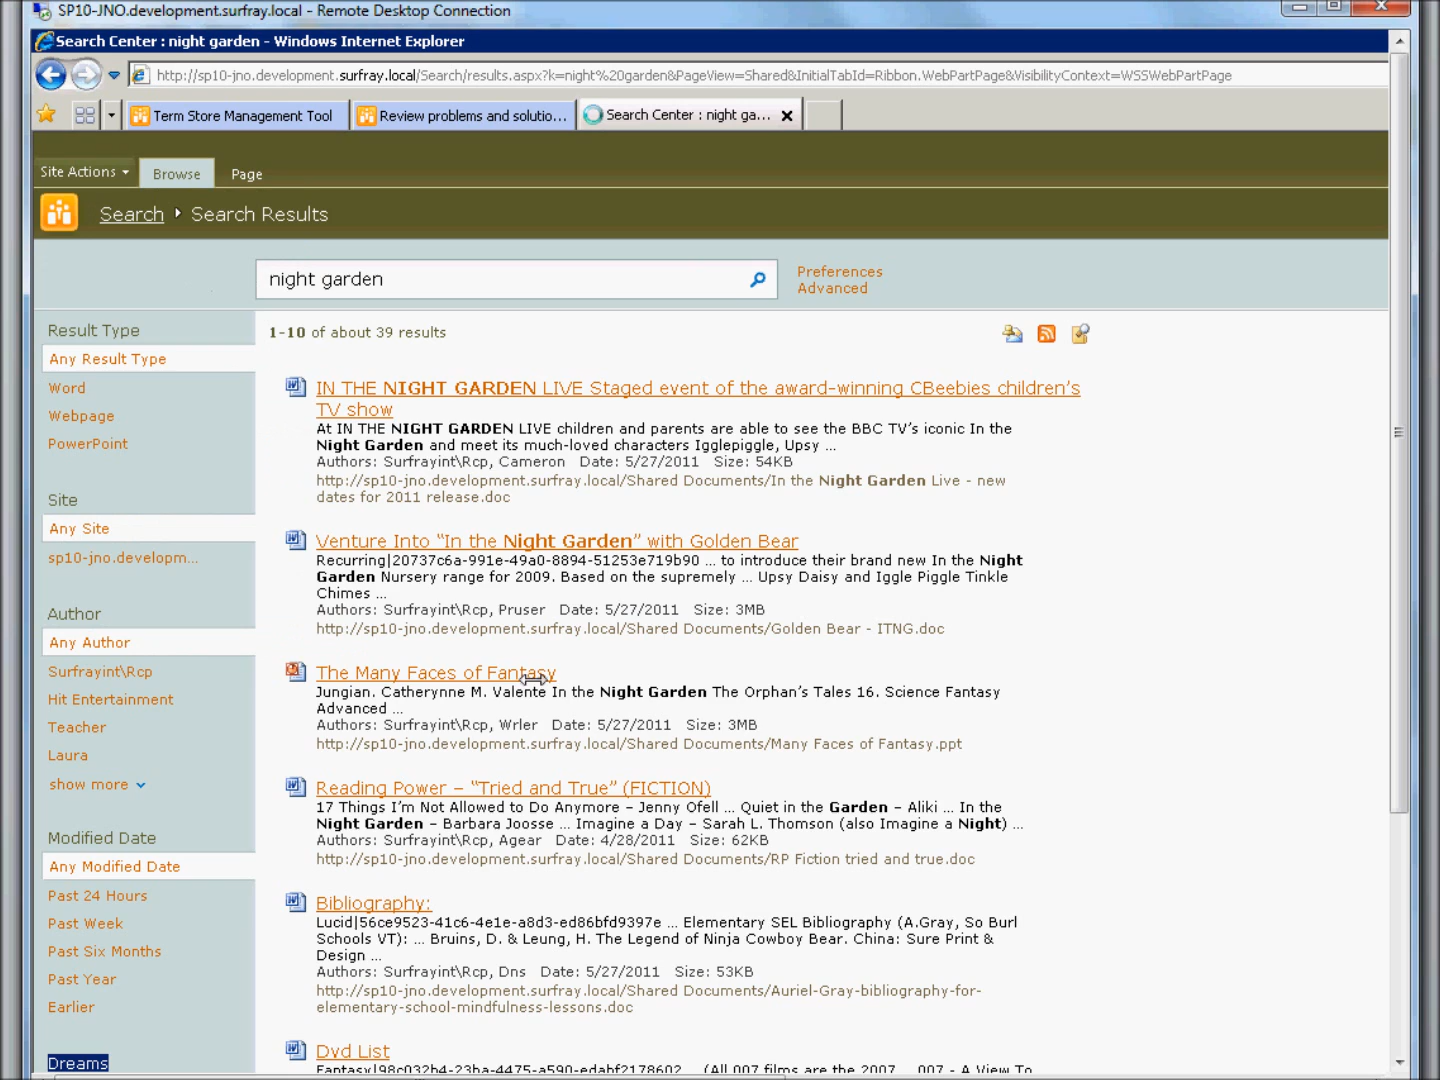 SP10-JNO.development.surfray.local - Remote Desktop Connection
Search Center : night garden - Windows Internet Explorer
http://sp10-jno.development.surfray.local/Search/results.aspx?k=night%20garden&PageView=Shared&InitialTabId=Ribbon.WebPartPage&VisibilityContext=WSSWebPartPage
Term Store Management Tool
Review problems and solutio...
Search Center : night ga...
Site Actions
Browse
Page
Search
Search Results
night garden
Preferences
Advanced
Result Type
Any Result Type
Word
Webpage
PowerPoint
Site
Any Site
sp10-jno.developm...
Author
Any Author
Surfrayint\Rcp
Hit Entertainment
Teacher
Laura
show more
Modified Date
Any Modified Date
Past 24 Hours
Past Week
Past Six Months
Past Year
Earlier
Dreams
1-10 of about 39 results
IN THE NIGHT GARDEN LIVE Staged event of the award-winning CBeebies children's
TV show
At IN THE NIGHT GARDEN LIVE children and parents are able to see the BBC TV's iconic In the
Night Garden and meet its much-loved characters Igglepiggle, Upsy ...
Authors: Surfrayint\Rcp, Cameron Date: 5/27/2011 Size: 54KB
http://sp10-jno.development.surfray.local/Shared Documents/In the Night Garden Live - new
dates for 2011 release.doc
Venture Into "In the Night Garden" with Golden Bear
Recurring|20737c6a-991e-49a0-8894-51253e719b90 ... to introduce their brand new In the Night
Garden Nursery range for 2009. Based on the supremely ... Upsy Daisy and Iggle Piggle Tinkle
Chimes ...
Authors: Surfrayint\Rcp, Pruser Date: 5/27/2011 Size: 3MB
http://sp10-jno.development.surfray.local/Shared Documents/Golden Bear - ITNG.doc
The Many Faces of Fantasy
Jungian. Catherynne M. Valente In the Night Garden The Orphan's Tales 16. Science Fantasy
Advanced ...
Authors: Surfrayint\Rcp, Wrler Date: 5/27/2011 Size: 3MB
http://sp10-jno.development.surfray.local/Shared Documents/Many Faces of Fantasy.ppt
Reading Power – "Tried and True" (FICTION)
17 Things I'm Not Allowed to Do Anymore – Jenny Ofell ... Quiet in the Garden – Aliki ... In the
Night Garden – Barbara Joosse ... Imagine a Day – Sarah L. Thomson (also Imagine a Night) ...
Authors: Surfrayint\Rcp, Agear Date: 4/28/2011 Size: 62KB
http://sp10-jno.development.surfray.local/Shared Documents/RP Fiction tried and true.doc
Bibliography:
Lucid|56ce9523-41c6-4e1e-a8d3-ed86bfd9397e ... Elementary SEL Bibliography (A.Gray, So Burl
Schools VT): ... Bruins, D. & Leung, H. The Legend of Ninja Cowboy Bear. China: Sure Print &
Design ...
Authors: Surfrayint\Rcp, Dns Date: 5/27/2011 Size: 53KB
http://sp10-jno.development.surfray.local/Shared Documents/Auriel-Gray-bibliography-for-
elementary-school-mindfulness-lessons.doc
Dvd List
Fantasy|98c032b4-23ba-4475-a590-edabf2178602 ... (All 007 films are the 2007 ... 007 - A View To